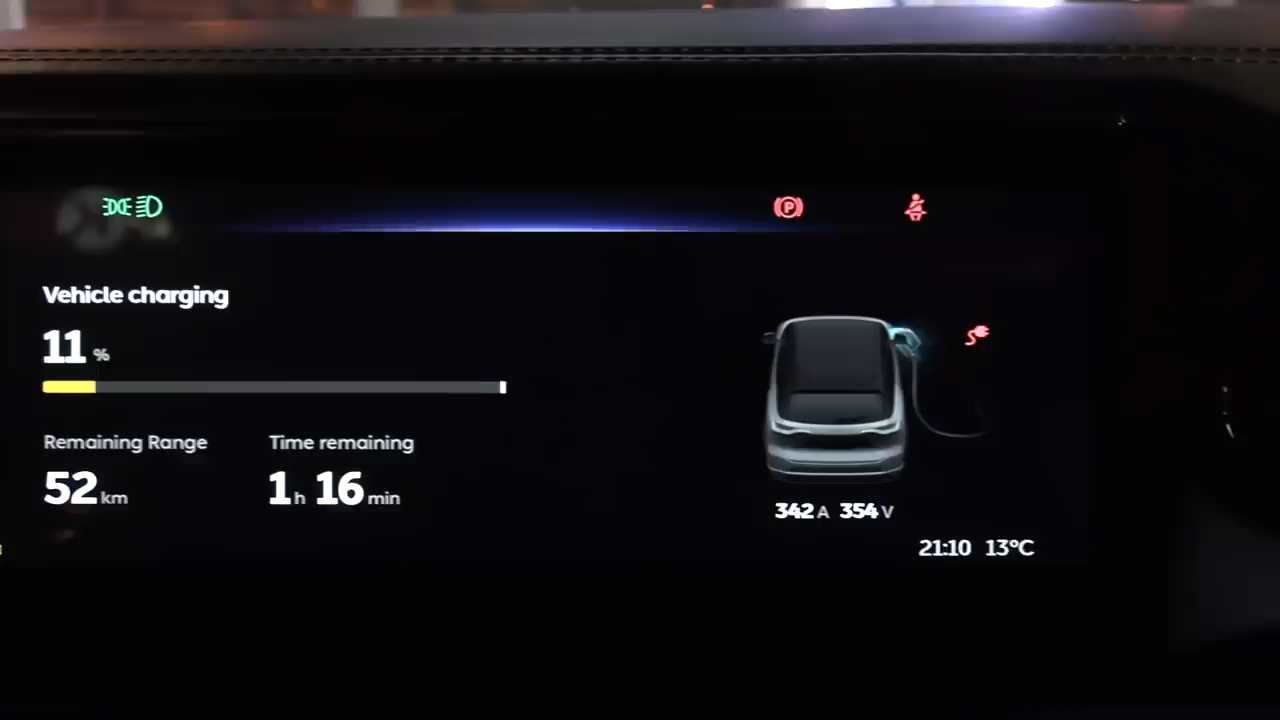 P
Vehicle charging
11 %
Remaining Range Time remaining
52 km 1 h 16 min
342 A 354 V
21:10 13°C